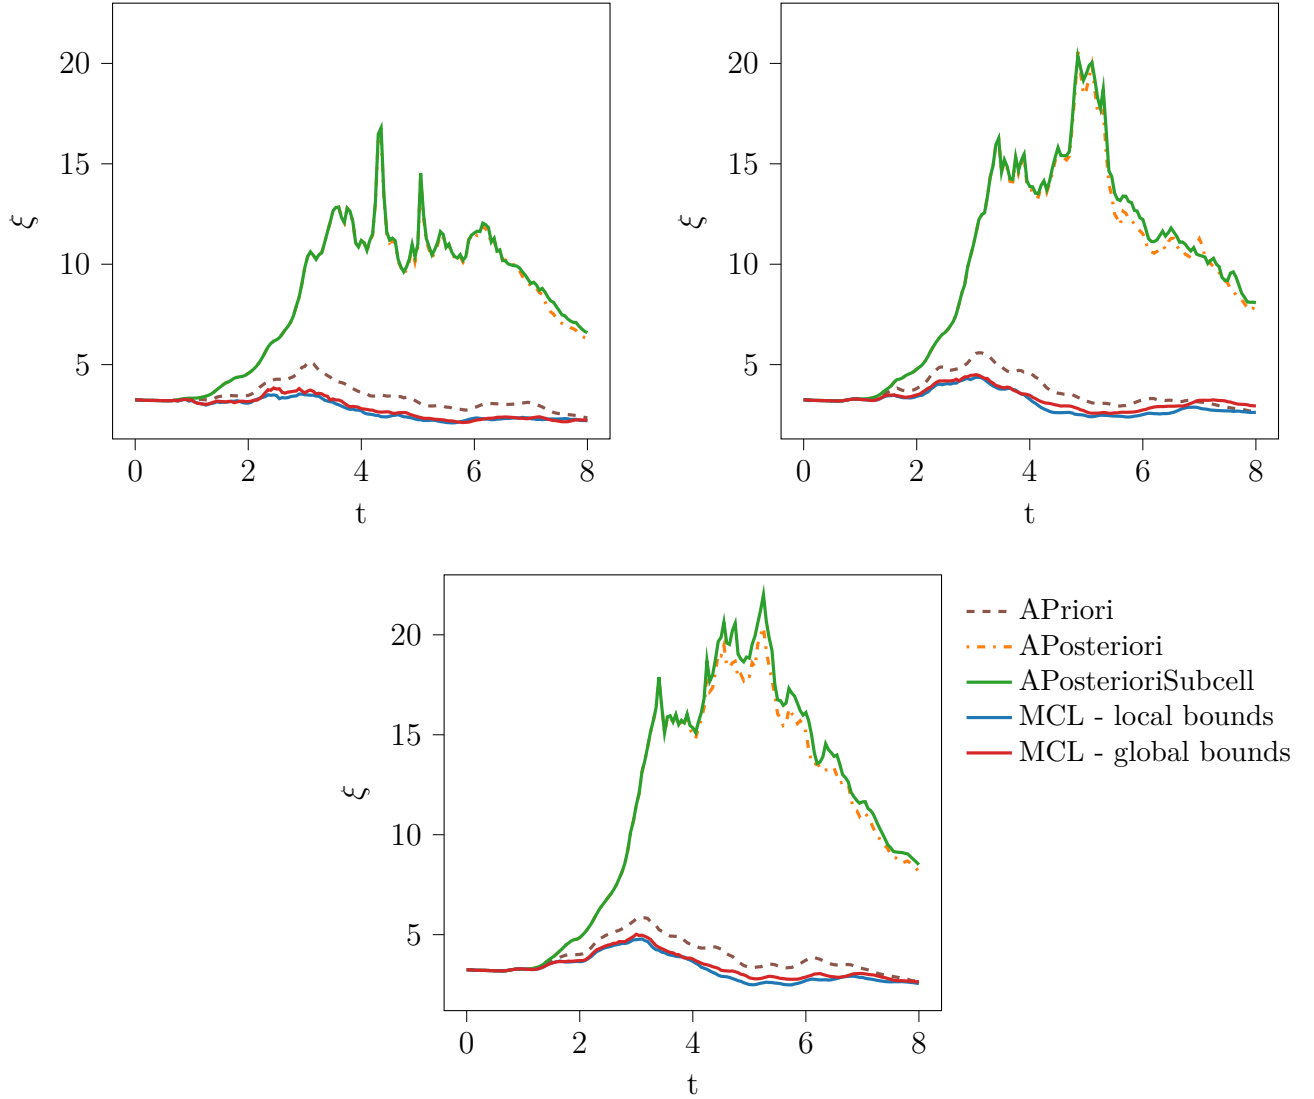 20
15
10
5
ξ
0 2 4 6 8
t
20
15
10
5
ξ
0 2 4 6 8
t
20
15
10
5
ξ
0 2 4 6 8
t
APriori
APosteriori
APosterioriSubcell
MCL - local bounds
MCL - global bounds